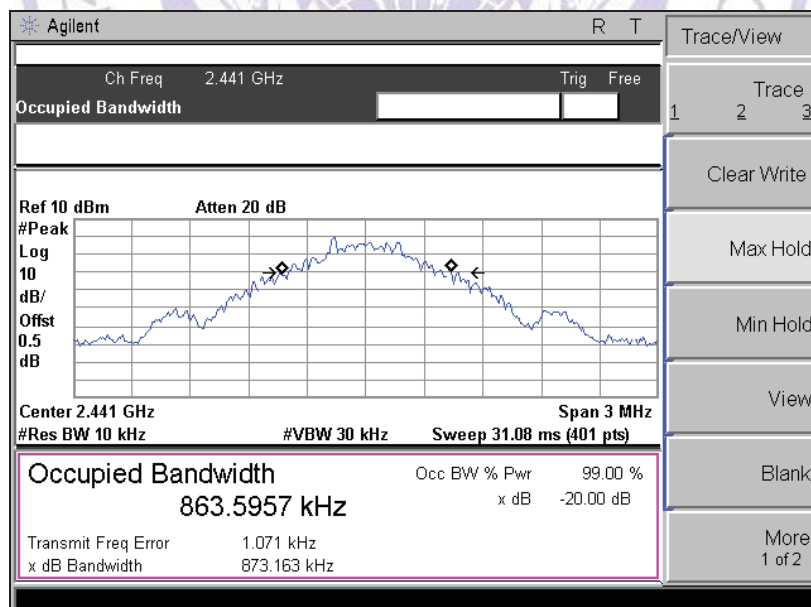 Agilent R T
Ch Freq 2.441 GHz Trig Free
Occupied Bandwidth
Ref 10 dBm Atten 20 dB
#Peak
Log
10
dB/
Offst
0.5
dB
Center 2.441 GHz Span 3 MHz
#Res BW 10 kHz #VBW 30 kHz Sweep 31.08 ms (401 pts)
Occupied Bandwidth
863.5957 kHz
Occ BW % Pwr 99.00 %
x dB -20.00 dB
Transmit Freq Error 1.071 kHz
x dB Bandwidth 873.163 kHz
Trace/View
Trace
1 2 3
Clear Write
Max Hold
Min Hold
View
Blank
More
1 of 2